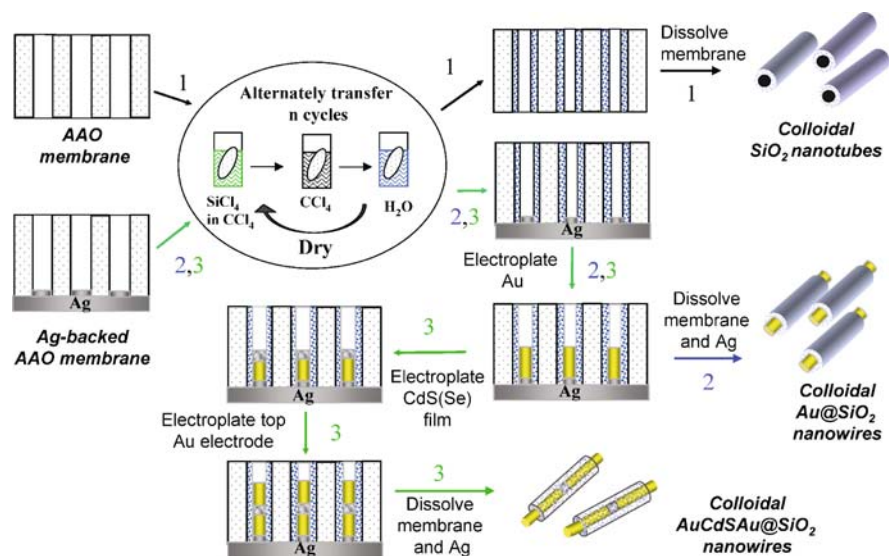 1
AAO
membrane
Alternately transfer
n cycles
SiCl4
in CCl4
CCl4
H2O
Dry
1
Dissolve
membrane
1
Colloidal
SiO2 nanotubes
Ag
2,3
Ag-backed
AAO membrane
2,3
Ag
Electroplate
Au
2,3
Ag
3
Electroplate
CdS(Se)
film
Ag
Dissolve
membrane
and Ag
2
Colloidal
Au@SiO2
nanowires
Electroplate top
Au electrode
3
Ag
3
Dissolve
membrane
and Ag
Colloidal
AuCdSAu@SiO2
nanowires